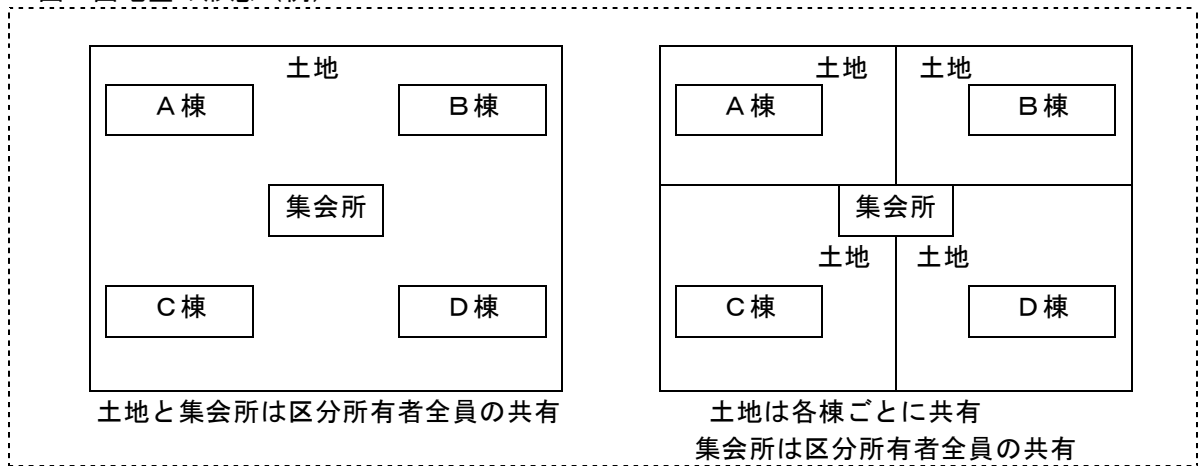 土地
A棟
B棟
集会所
C棟
D棟
土地と集会所は区分所有者全員の共有
土地 土地
A棟
B棟
集会所
土地 土地
C棟
D棟
土地は各棟ごとに共有
集会所は区分所有者全員の共有